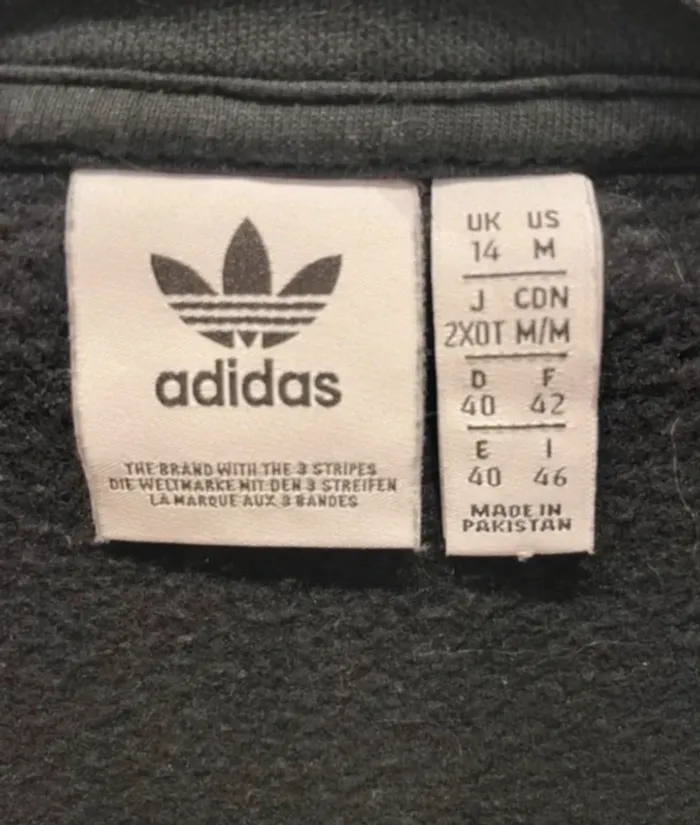 adidas
THE BRAND WITH THE 3 STRIPES
DIE WELTMARKE MIT DEN 3 STREIFEN
LA MARQUE AUX 3 BANDES
UK US
14 M
J CDN
2XOT M/M
D F
40 42
E I
40 46
MADE IN
PAKISTAN